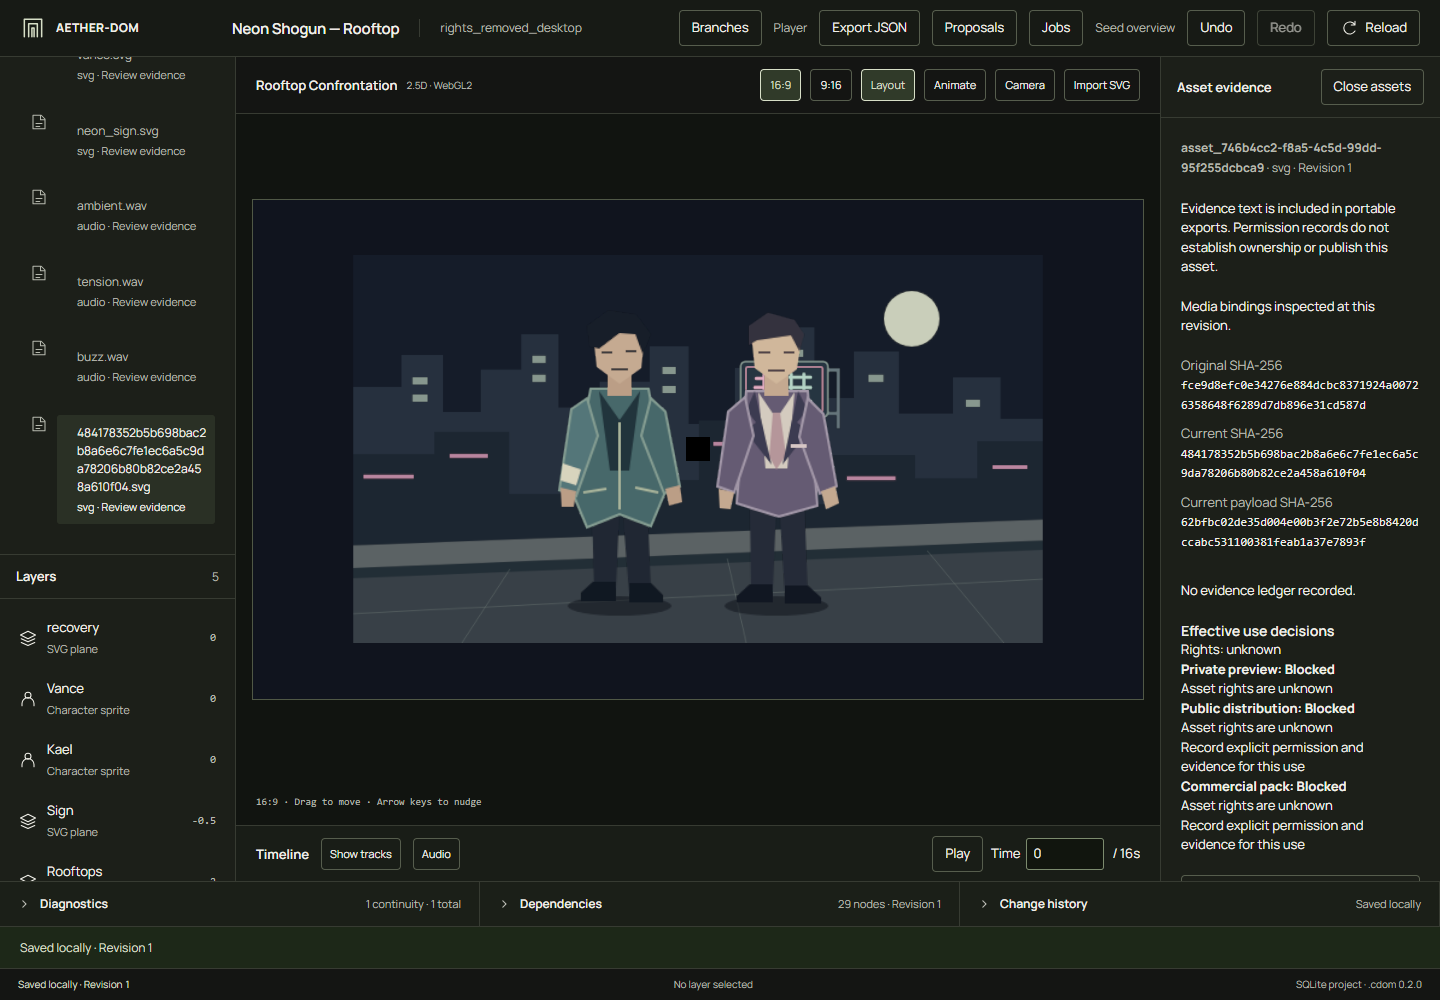 AETHER-DOM
Neon Shogun — Rooftop
rights_removed_desktop
Branches
Player
Export JSON
Proposals
Jobs
Seed overview
Undo
Redo
Reload
svg · Review evidence
neon_sign.svg
svg · Review evidence
ambient.wav
audio · Review evidence
tension.wav
audio · Review evidence
buzz.wav
audio · Review evidence
484178352b5b698bac2
b8a6e6c7fe1ec6a5c9d
a78206b80b82ce2a45
8a610f04.svg
svg · Review evidence
Layers
5
recovery
SVG plane
0
Vance
Character sprite
0
Kael
Character sprite
0
Sign
SVG plane
-0.5
Rooftops
Rooftop Confrontation
2.5D · WebGL2
16:9
9:16
Layout
Animate
Camera
Import SVG
16:9 · Drag to move · Arrow keys to nudge
Timeline
Show tracks
Audio
Play
Time
0
/ 16s
Asset evidence
Close assets
asset_746b4cc2-f8a5-4c5d-99dd-
95f255dcbca9 · svg · Revision 1
Evidence text is included in portable
exports. Permission records do not
establish ownership or publish this
asset.
Media bindings inspected at this
revision.
Original SHA-256
fce9d8efc0e34276e884dcbc8371924a0072
6358648f6289d7db896e31cd587d
Current SHA-256
484178352b5b698bac2b8a6e6c7fe1ec6a5c
9da78206b80b82ce2a458a610f04
Current payload SHA-256
62bfbc02de35d004e00b3f2e72b5e8b8420d
ccabc531100381feab1a37e7893f
No evidence ledger recorded.
Effective use decisions
Rights: unknown
Private preview: Blocked
Asset rights are unknown
Public distribution: Blocked
Asset rights are unknown
Record explicit permission and
evidence for this use
Commercial pack: Blocked
Asset rights are unknown
Record explicit permission and
evidence for this use
Diagnostics
1 continuity · 1 total
Dependencies
29 nodes · Revision 1
Change history
Saved locally
Saved locally · Revision 1
Saved locally · Revision 1
No layer selected
SQLite project · .cdom 0.2.0